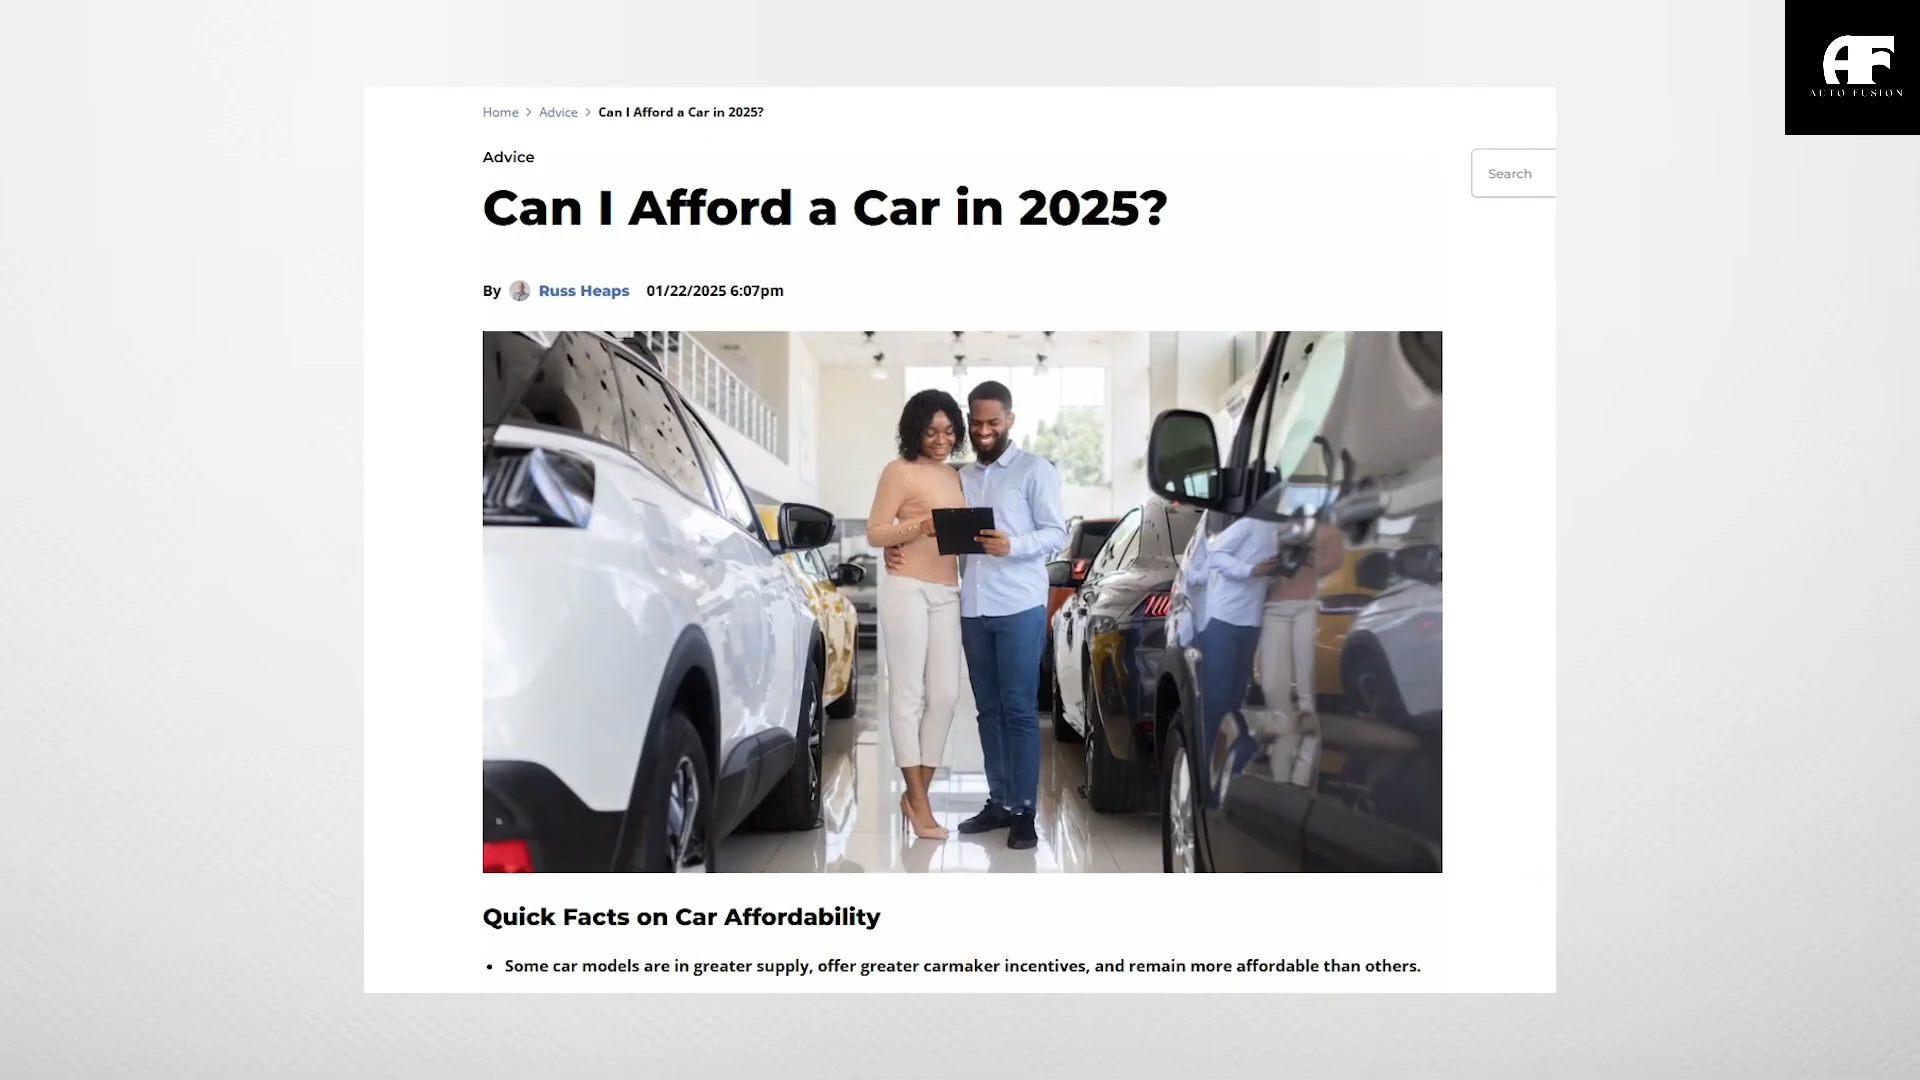 AF
AUTO FUSION
Home > Advice > Can I Afford a Car in 2025?
Advice
Can I Afford a Car in 2025?
Search
By Russ Heaps 01/22/2025 6:07pm
Quick Facts on Car Affordability
• Some car models are in greater supply, offer greater carmaker incentives, and remain more affordable than others.